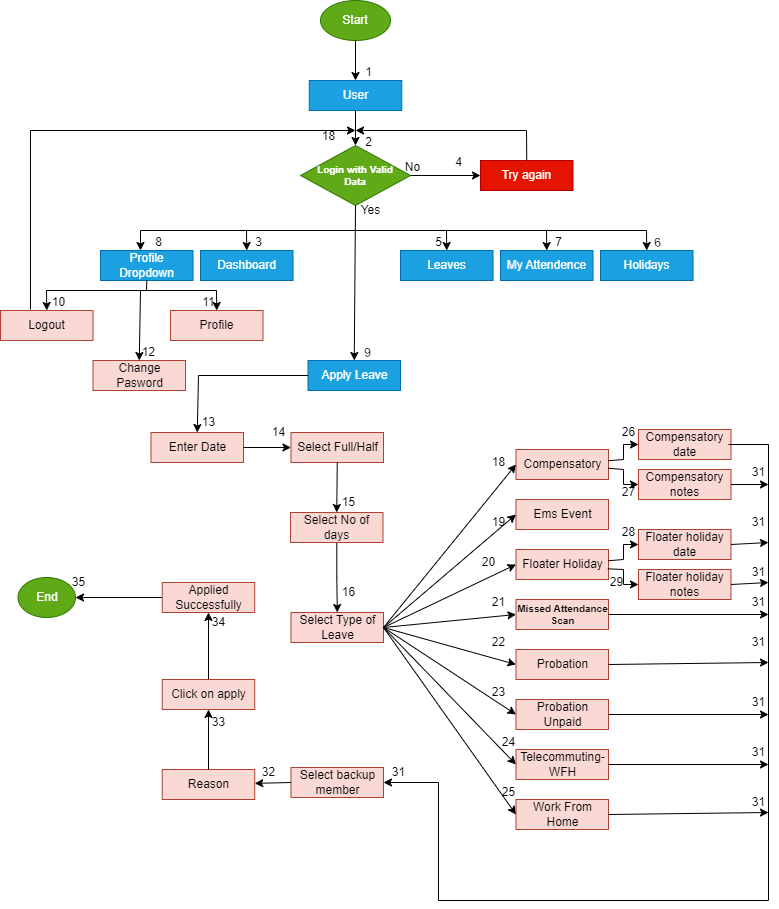 Start
1
User
18
2
Login with Valid
Data
No
4
Try again
Yes
8
3
5
7
6
Profile
Dropdown
Dashboard
Leaves
My Attendence
Holidays
10
11
Logout
Profile
12
Change
Pasword
9
Apply Leave
13
14
Enter Date
Select Full/Half
15
Select No of
days
16
Select Type of
Leave
18
Compensatory
26
Compensatory
date
27
Compensatory
notes
31
19
Ems Event
20
Floater Holiday
28
Floater holiday
date
31
29
Floater holiday
notes
31
21
Missed Attendance
Scan
31
22
Probation
31
23
Probation
Unpaid
31
24
Telecommuting-
WFH
31
25
Work From
Home
31
31
Select backup
member
32
Reason
33
Click on apply
34
Applied
Successfully
35
End